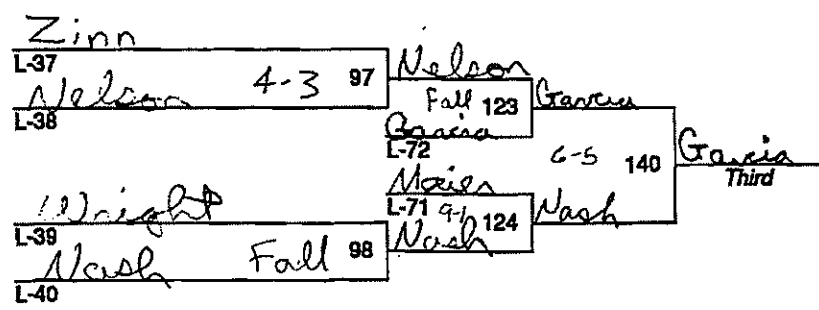 Zinn
L-37
Nelson 4-3 97
L-38
Nelson
Fall 123
Garcia
L-72
Garcia
6-5 140
Garcia
Third
Maier
L-71 9-1 124
Nash
Nash
Wright
L-39
Nash Fall 98
L-40